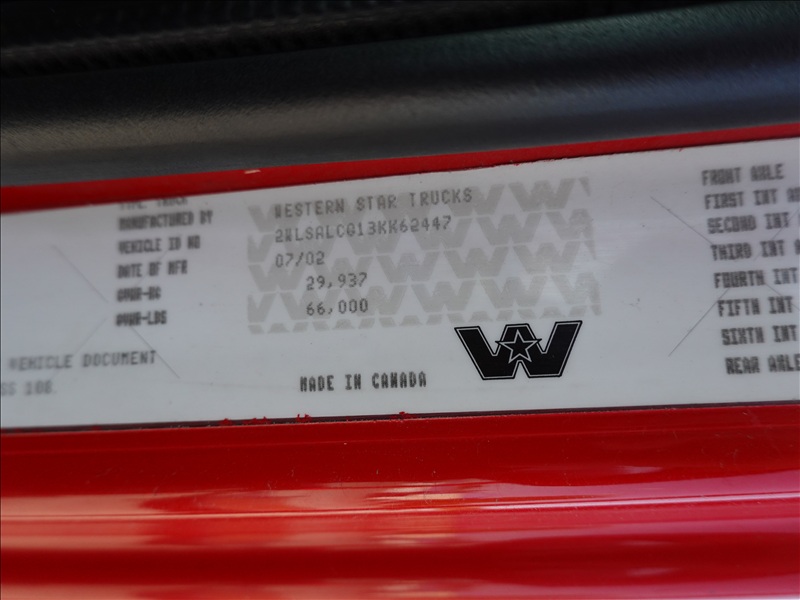 TYPE TRUCK
MANUFACTURED BY WESTERN STAR TRUCKS
VEHICLE ID NO 2WLSALCG13KK62447
DATE OF MFR 07/02
GVWR-KG 29,937
GVWR-LBS 66,000
VEHICLE DOCUMENT
MADE IN CANADA
W
FRONT AXLE
FIRST INT
SECOND INT
THIRD INT
FOURTH INT
FIFTH INT
SIXTH INT
REAR AXLE